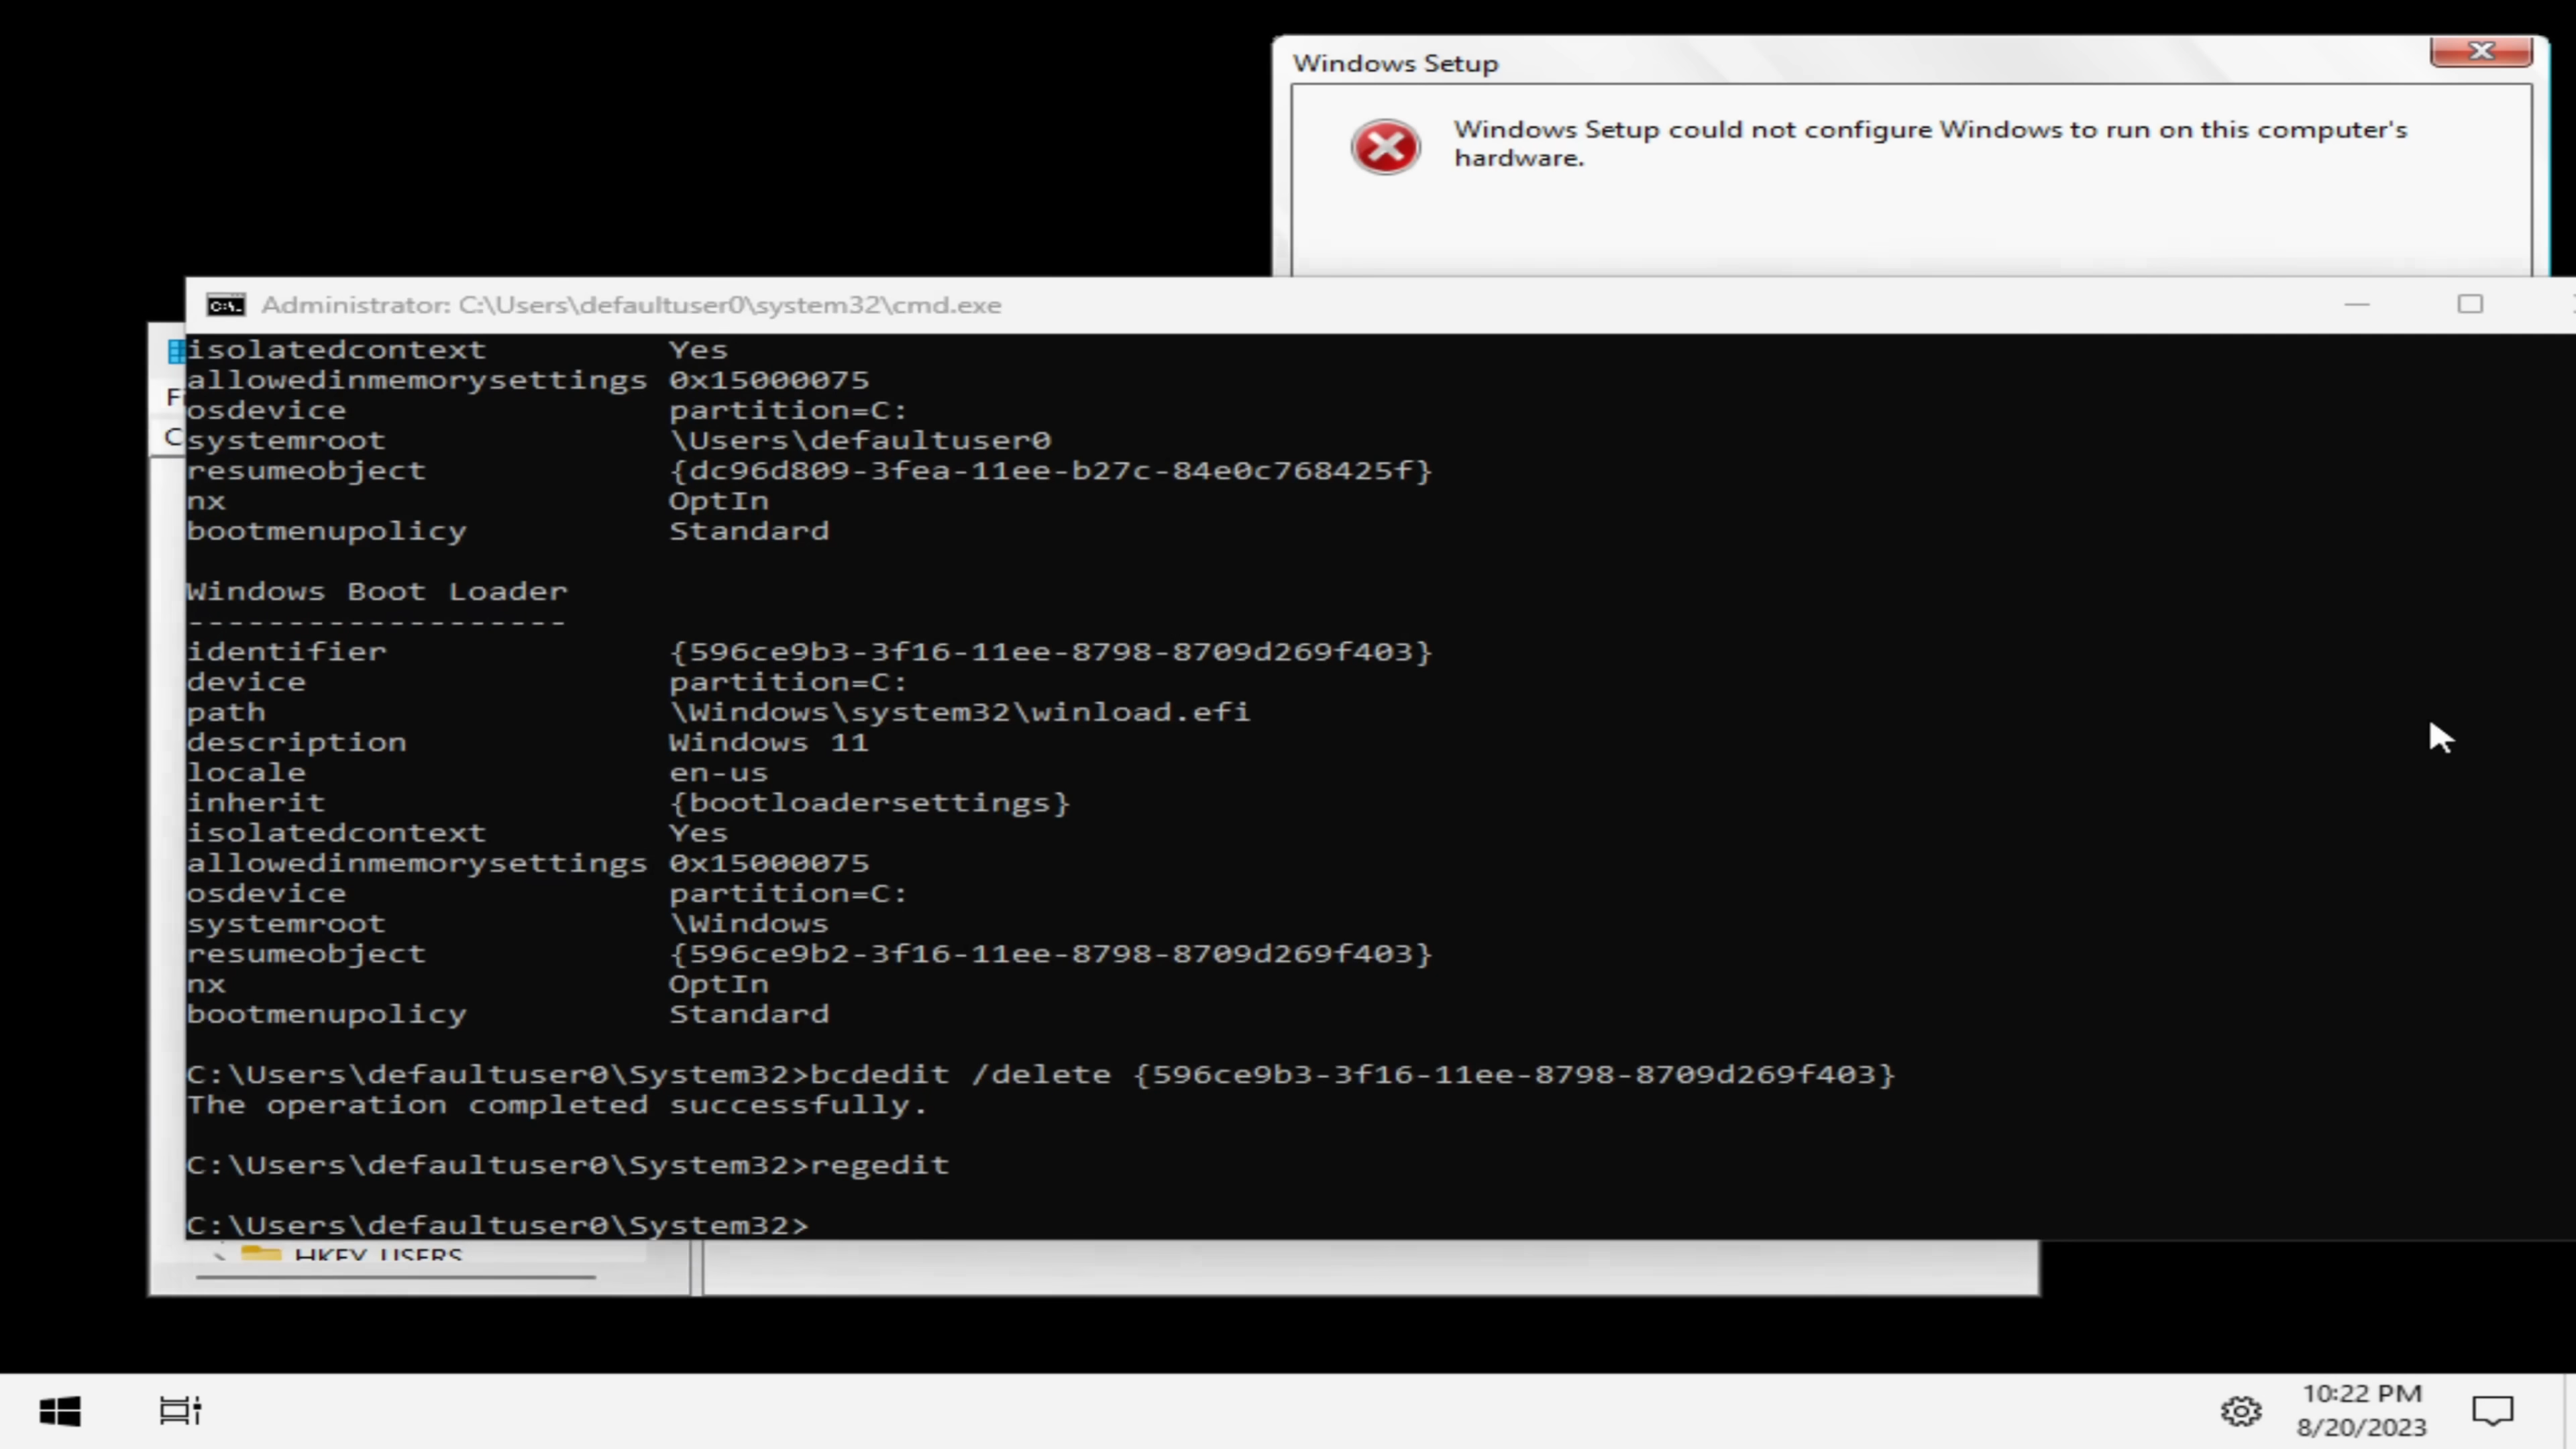 Windows Setup
Windows Setup could not configure Windows to run on this computer's
hardware.
Administrator: C:\Users\defaultuser0\system32\cmd.exe
isolatedcontext Yes
allowedinmemorysettings 0x15000075
osdevice partition=C:
systemroot \Users\defaultuser0
resumeobject {dc96d809-3fea-11ee-b27c-84e0c768425f}
nx OptIn
bootmenupolicy Standard
Windows Boot Loader
-------------------
identifier {596ce9b3-3f16-11ee-8798-8709d269f403}
device partition=C:
path \Windows\system32\winload.efi
description Windows 11
locale en-us
inherit {bootloadersettings}
isolatedcontext Yes
allowedinmemorysettings 0x15000075
osdevice partition=C:
systemroot \Windows
resumeobject {596ce9b2-3f16-11ee-8798-8709d269f403}
nx OptIn
bootmenupolicy Standard
C:\Users\defaultuser0\System32>bcdedit /delete {596ce9b3-3f16-11ee-8798-8709d269f403}
The operation completed successfully.
C:\Users\defaultuser0\System32>regedit
C:\Users\defaultuser0\System32>
HKEY_USERS
10:22 PM
8/20/2023